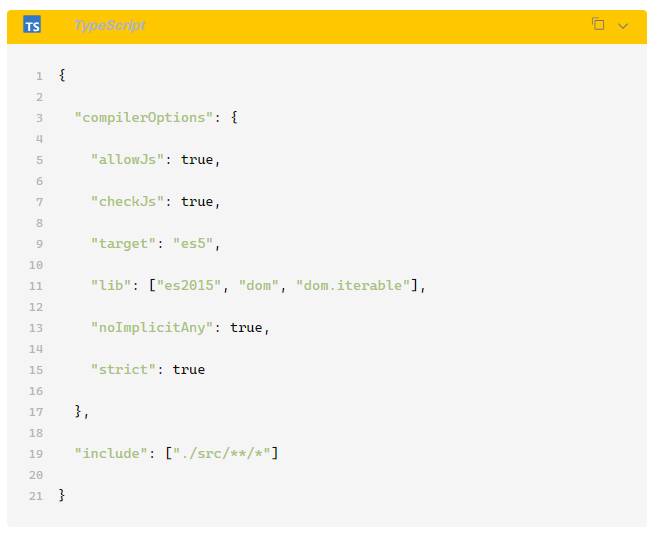 TS TypeScript
1 {
2
3 "compilerOptions": {
4
5 "allowJs": true,
6
7 "checkJs": true,
8
9 "target": "es5",
10
11 "lib": ["es2015", "dom", "dom.iterable"],
12
13 "noImplicitAny": true,
14
15 "strict": true
16
17 },
18
19 "include": ["./src/**/*"]
20
21 }